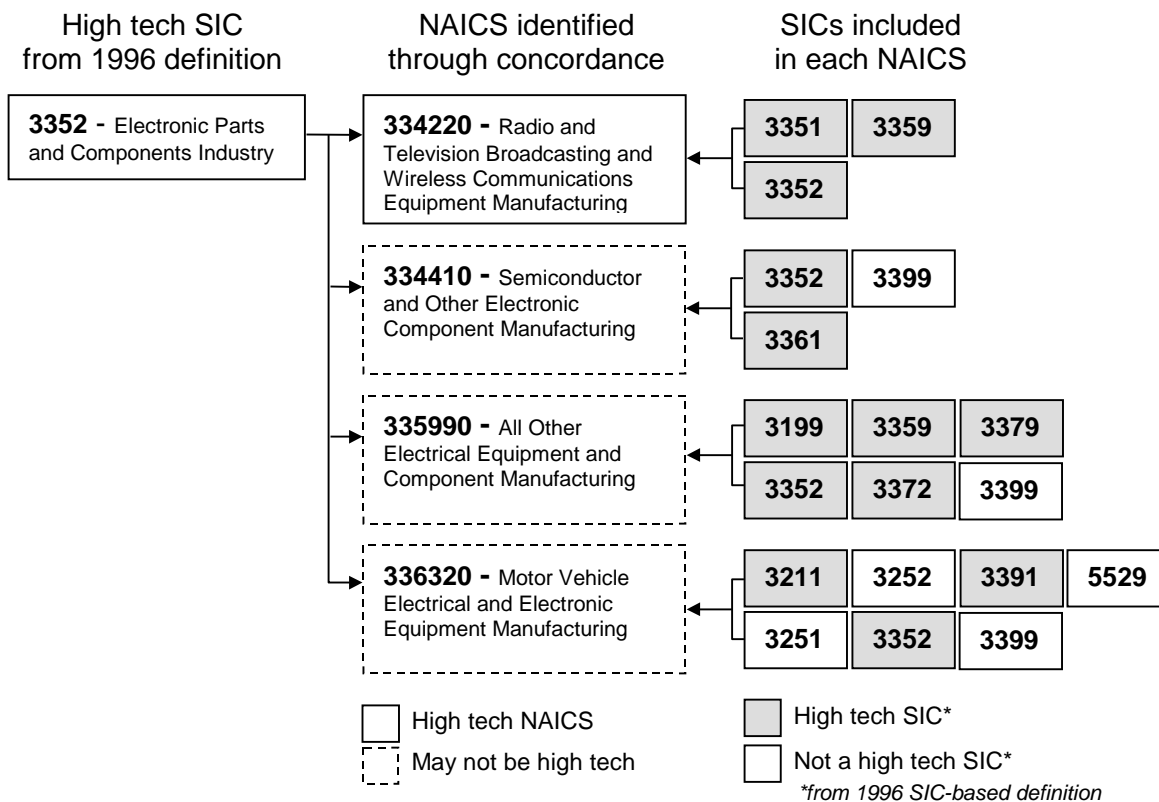 High tech SIC
from 1996 definition
NAICS identified
through concordance
SICs included
in each NAICS
3352 - Electronic Parts
and Components Industry
334220 - Radio and
Television Broadcasting and
Wireless Communications
Equipment Manufacturing
3351 3359
3352
334410 - Semiconductor
and Other Electronic
Component Manufacturing
3352 3399
3361
335990 - All Other
Electrical Equipment and
Component Manufacturing
3199 3359 3379
3352 3372 3399
336320 - Motor Vehicle
Electrical and Electronic
Equipment Manufacturing
3211 3252 3391 5529
3251 3352 3399
High tech NAICS
May not be high tech
High tech SIC*
Not a high tech SIC*
*from 1996 SIC-based definition